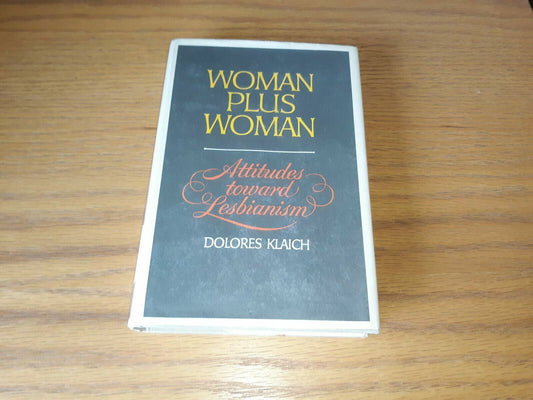 WOMAN
PLUS
WOMAN
Attitudes
toward
Lesbianism
DOLORES KLAICH